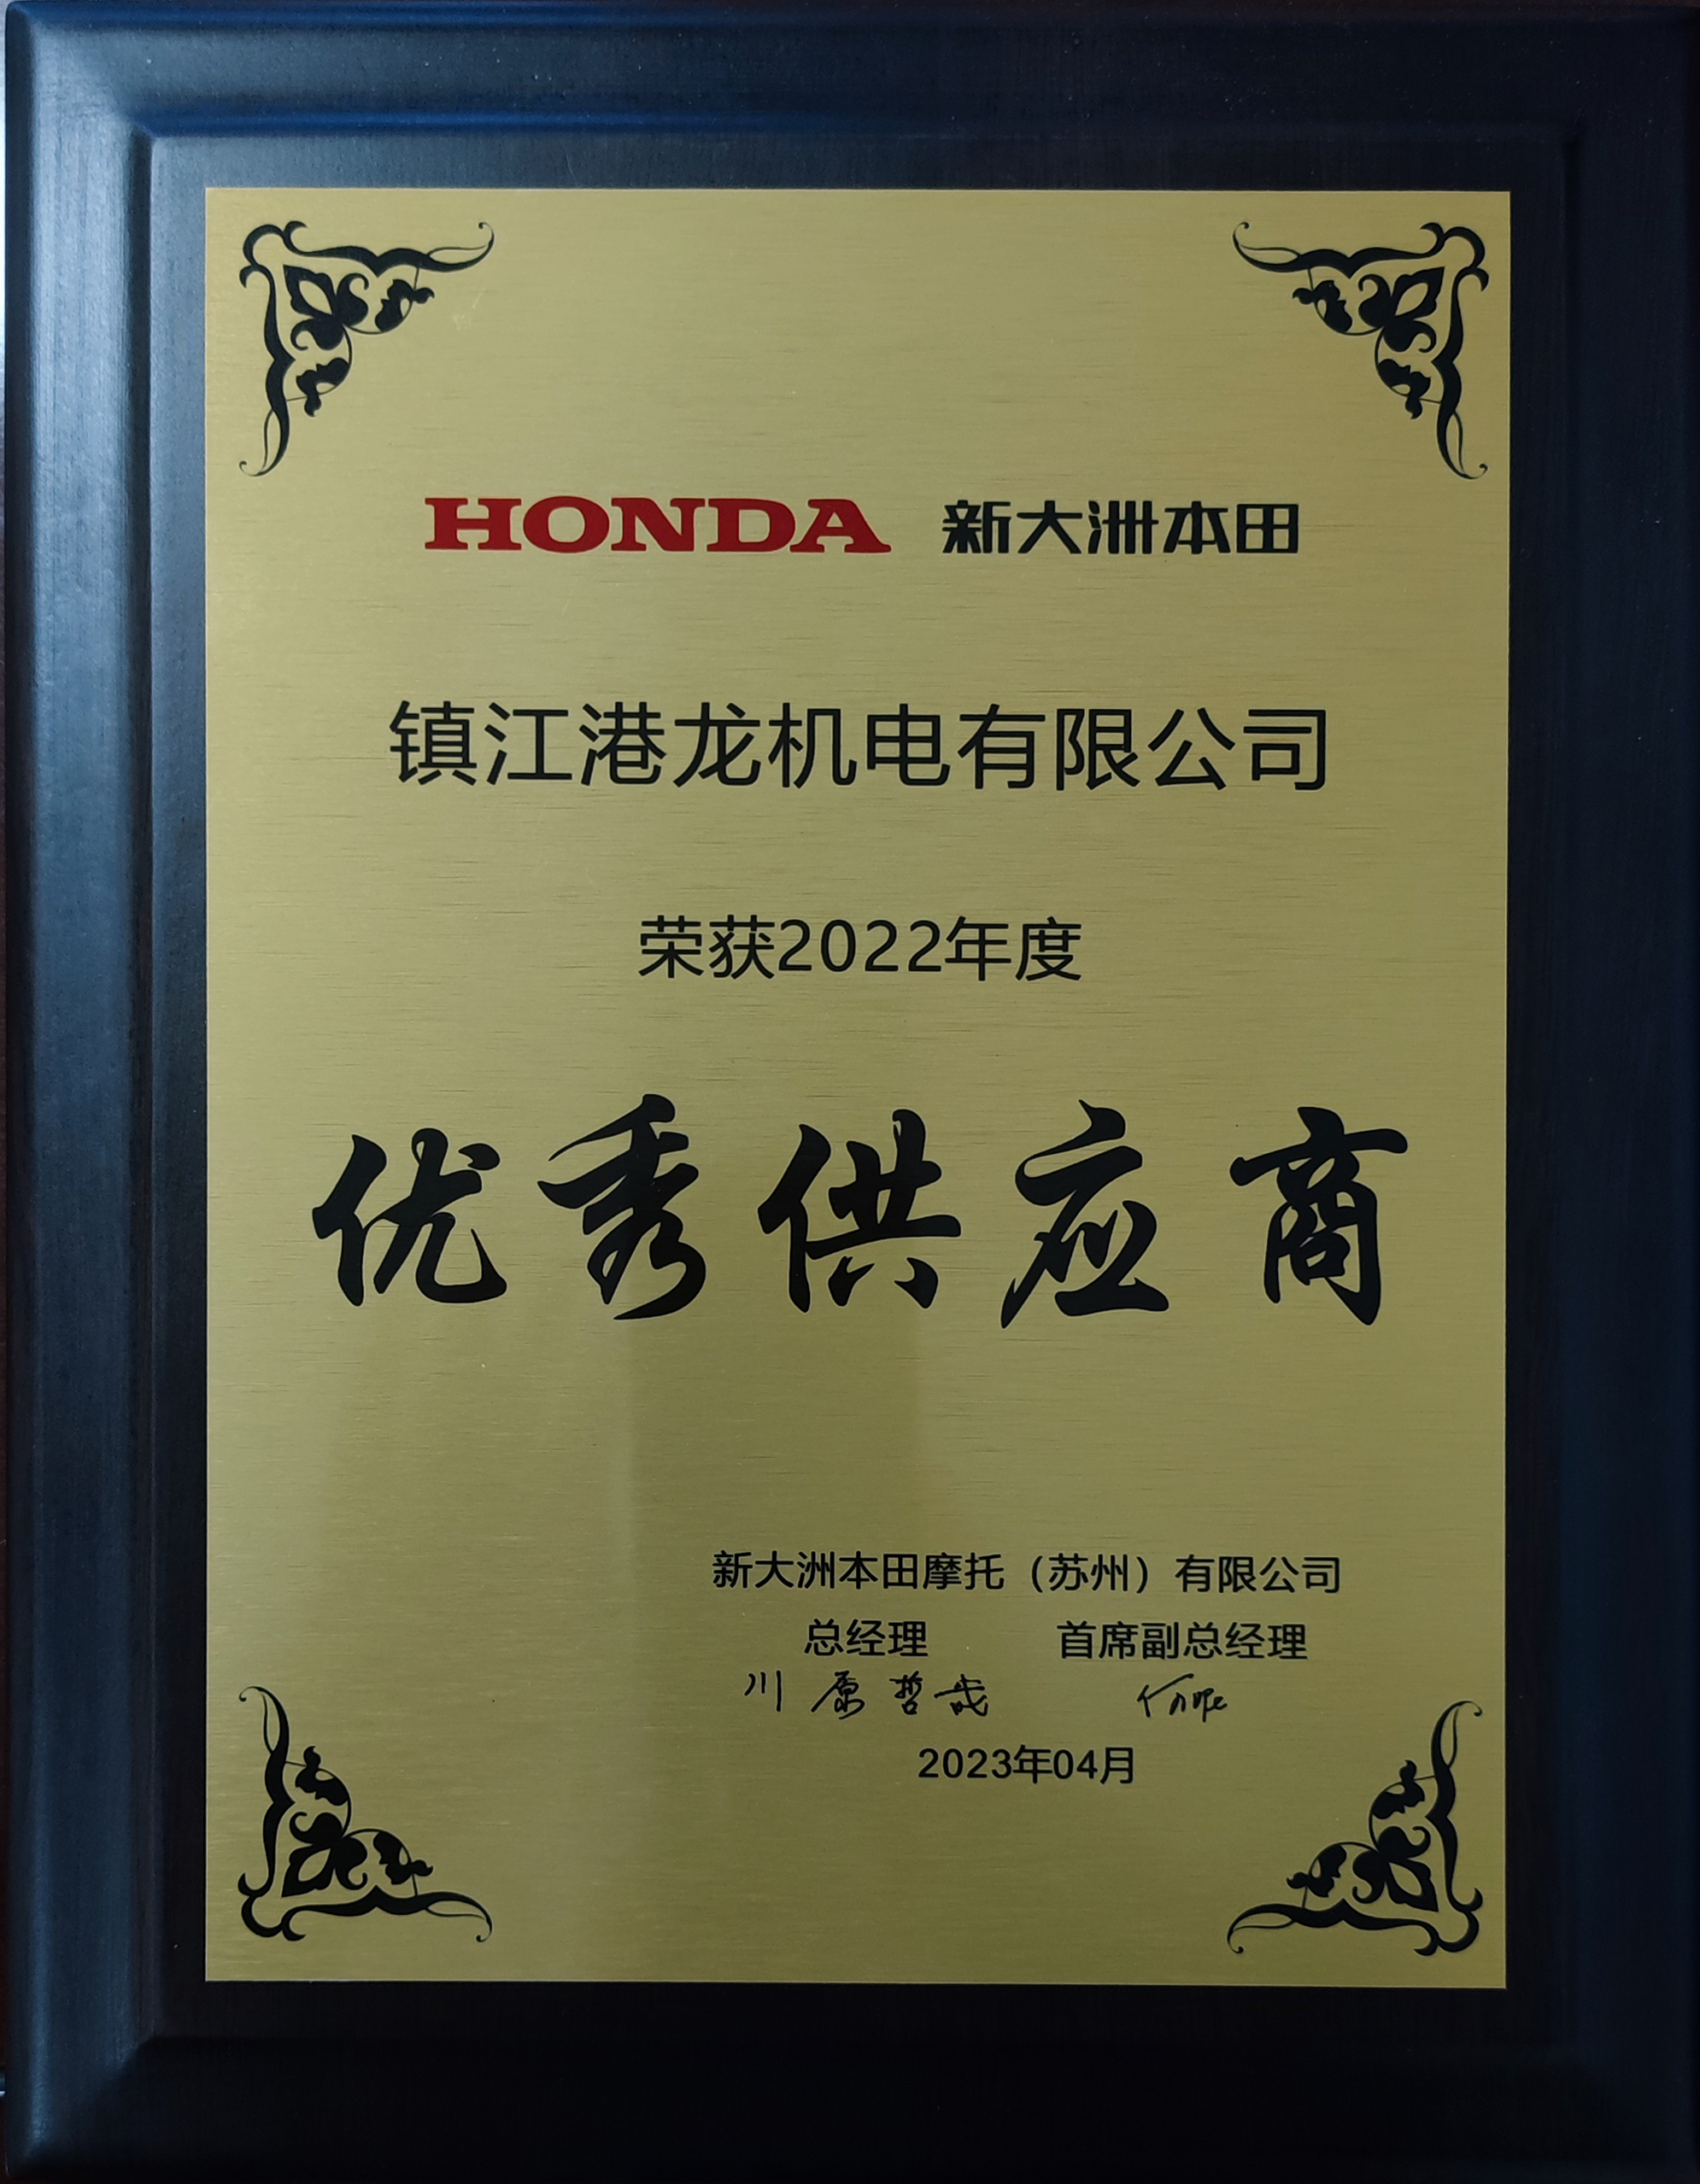 HONDA 新大洲本田
镇江港龙机电有限公司
荣获2022年度
优秀供应商
新大洲本田摩托（苏州）有限公司
总经理 首席副总经理
川原哲哉
2023年04月